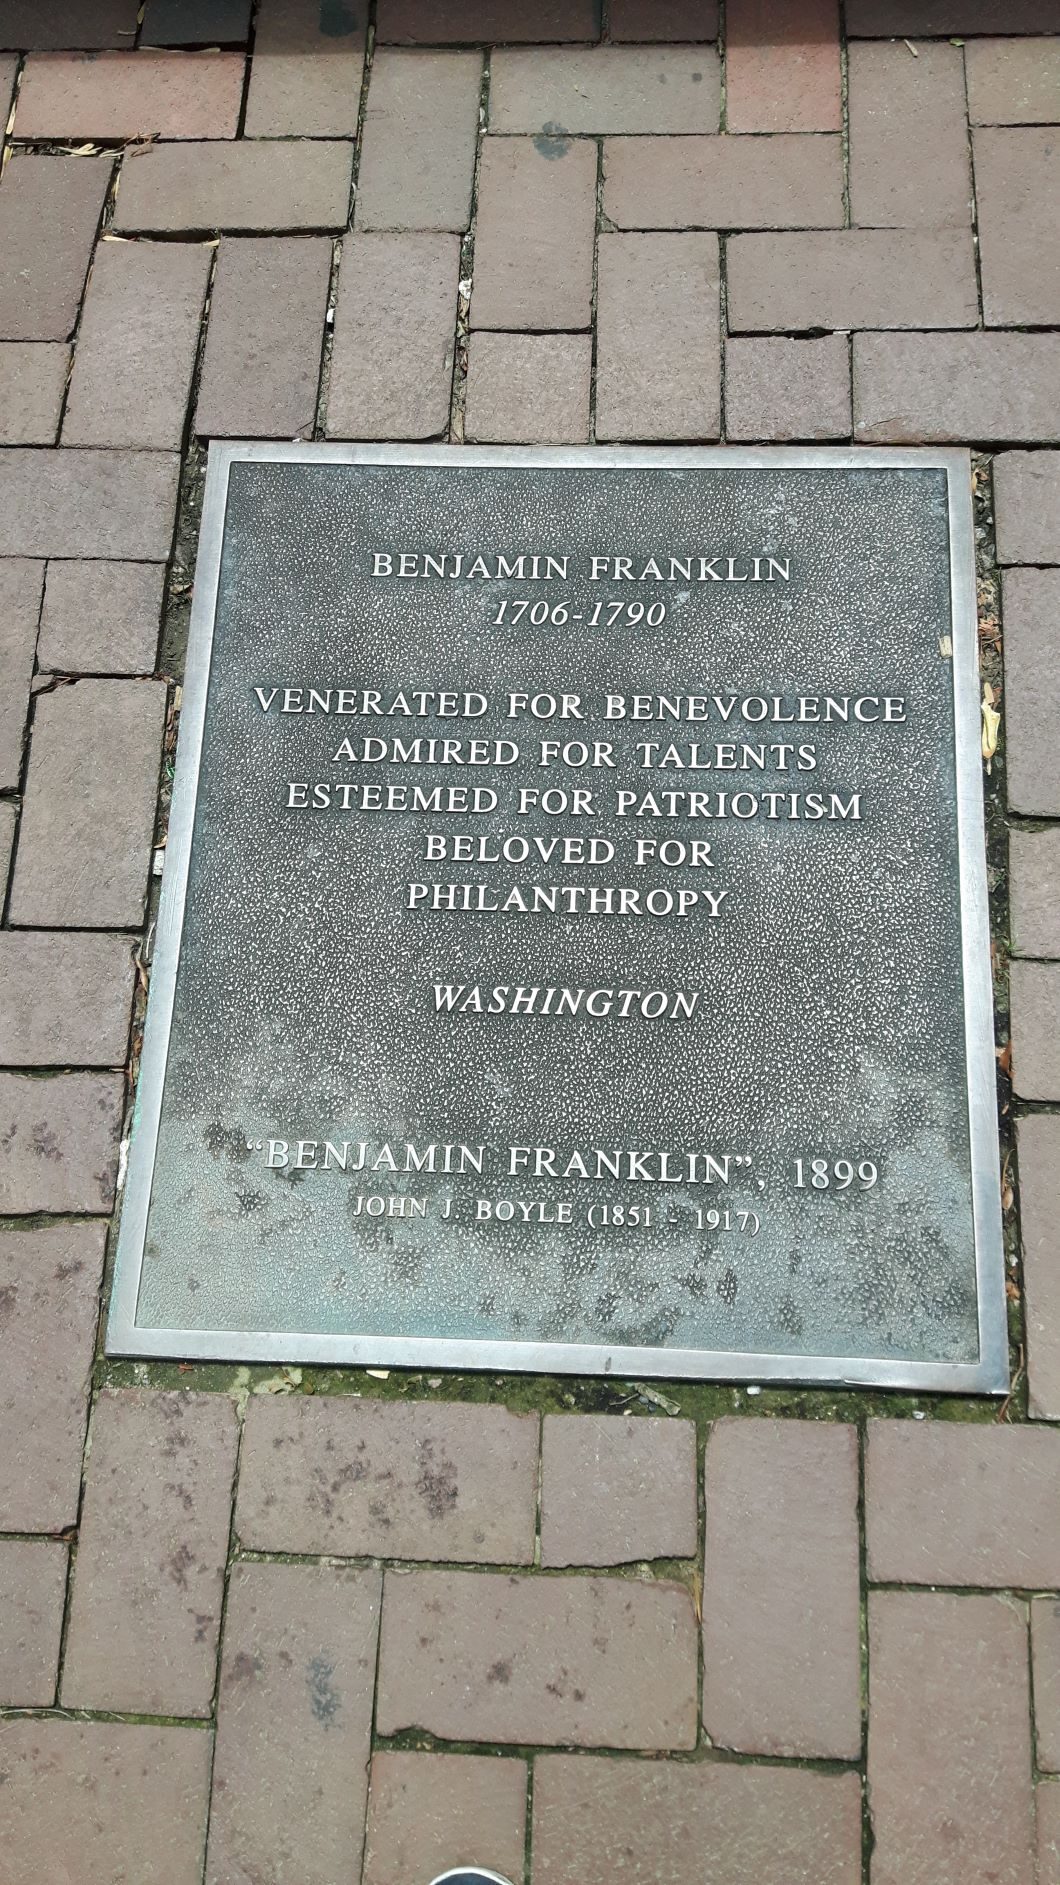 BENJAMIN FRANKLIN
1706-1790
VENERATED FOR BENEVOLENCE
ADMIRED FOR TALENTS
ESTEEMED FOR PATRIOTISM
BELOVED FOR
PHILANTHROPY
WASHINGTON
“BENJAMIN FRANKLIN”, 1899
JOHN J. BOYLE (1851 - 1917)